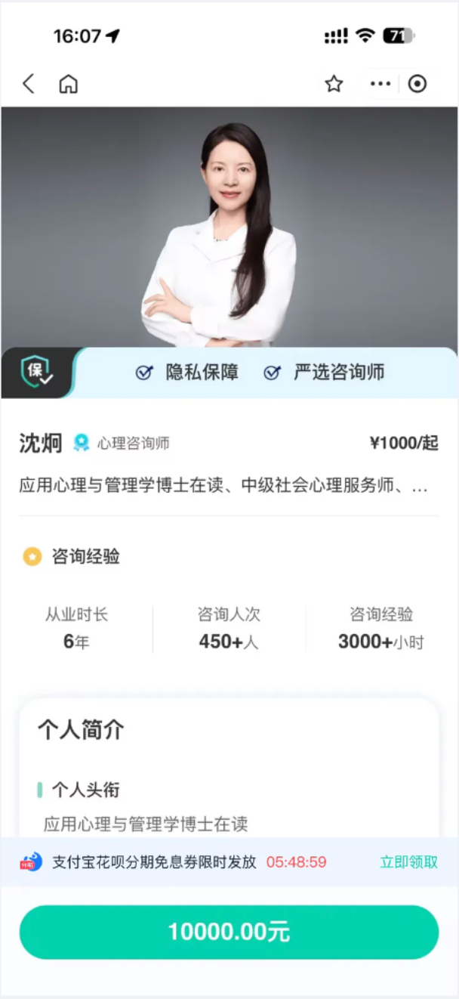 16:07
71
保
隐私保障 严选咨询师
沈炯 心理咨询师 ¥1000/起
应用心理与管理学博士在读、中级社会心理服务师、...
咨询经验
从业时长 咨询人次 咨询经验
6年 450+人 3000+小时
个人简介
个人头衔
应用心理与管理学博士在读
分期 支付宝花呗分期免息券限时发放 05:48:59 立即领取
10000.00元